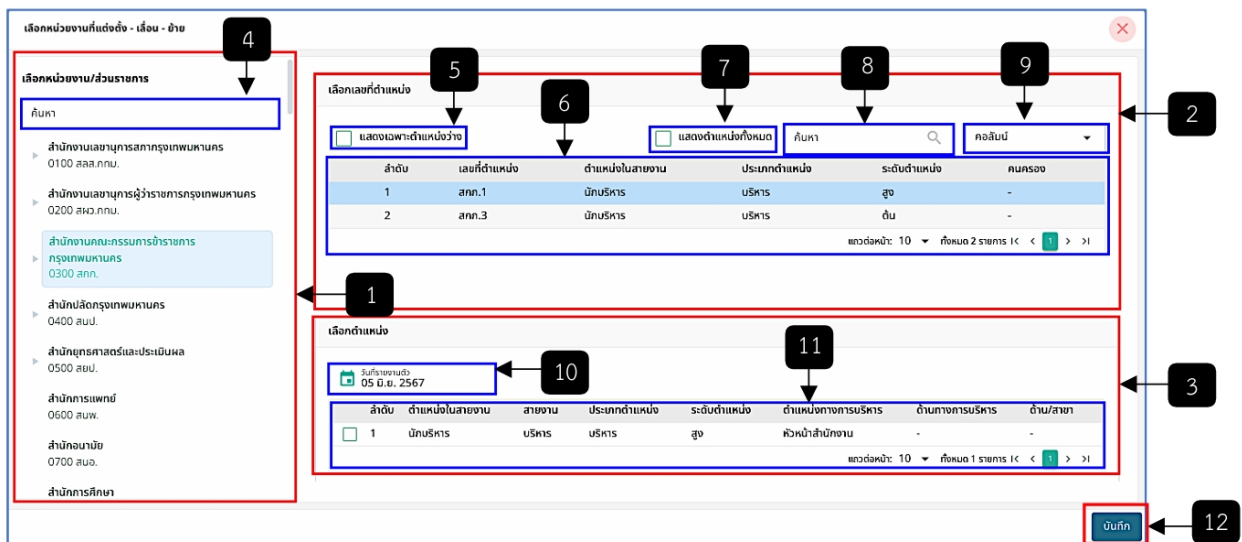 เลือกหน่วยงานที่แต่งตั้ง - เลื่อน - ย้าย
4
เลือกหน่วยงาน/ส่วนราชการ
ค้นหา
สำนักงานเลขานุการสภากรุงเทพมหานคร
0100 สลส.กทม.
สำนักงานเลขานุการผู้ว่าราชการกรุงเทพมหานคร
0200 สผว.กทม.
สำนักงานคณะกรรมการข้าราชการ
กรุงเทพมหานคร
0300 สกก.
สำนักปลัดกรุงเทพมหานคร
0400 สนป.
สำนักยุทธศาสตร์และประเมินผล
0500 สยป.
สำนักการแพทย์
0600 สนพ.
สำนักอนามัย
0700 สนอ.
สำนักการศึกษา
1
5
6
7
8
9
2
เลือกเลขที่ตำแหน่ง
แสดงเฉพาะตำแหน่งว่าง
แสดงตำแหน่งทั้งหมด
ค้นหา
คอลัมน์
ลำดับ เลขที่ตำแหน่ง ตำแหน่งในสายงาน ประเภทตำแหน่ง ระดับตำแหน่ง คนครอง
1 สกก.1 นักบริหาร บริหาร สูง -
2 สกก.3 นักบริหาร บริหาร ต้น -
แถวต่อหน้า: 10 ทั้งหมด 2 รายการ 1
เลือกตำแหน่ง
11
10
3
วันที่รายงานตัว
05 มิ.ย. 2567
ลำดับ ตำแหน่งในสายงาน สายงาน ประเภทตำแหน่ง ระดับตำแหน่ง ตำแหน่งทางการบริหาร ด้านทางการบริหาร ด้าน/สาขา
1 นักบริหาร บริหาร บริหาร สูง หัวหน้าสำนักงาน - -
แถวต่อหน้า: 10 ทั้งหมด 1 รายการ 1
บันทึก
12